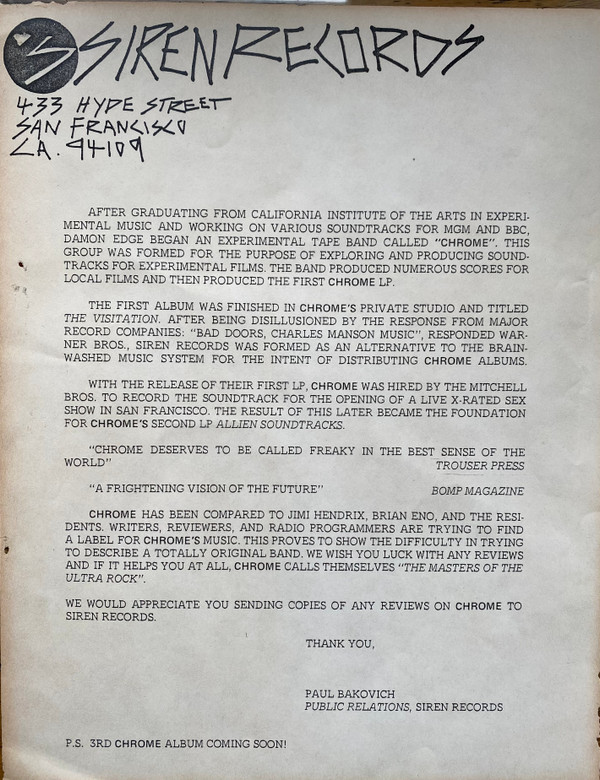 'S SIREN RECORDS
433 HYDE STREET
SAN FRANCISCO
CA. 94109
AFTER GRADUATING FROM CALIFORNIA INSTITUTE OF THE ARTS IN EXPERI-
MENTAL MUSIC AND WORKING ON VARIOUS SOUNDTRACKS FOR MGM AND BBC,
DAMON EDGE BEGAN AN EXPERIMENTAL TAPE BAND CALLED "CHROME". THIS
GROUP WAS FORMED FOR THE PURPOSE OF EXPLORING AND PRODUCING SOUND-
TRACKS FOR EXPERIMENTAL FILMS. THE BAND PRODUCED NUMEROUS SCORES FOR
LOCAL FILMS AND THEN PRODUCED THE FIRST CHROME LP.
THE FIRST ALBUM WAS FINISHED IN CHROME'S PRIVATE STUDIO AND TITLED
THE VISITATION. AFTER BEING DISILLUSIONED BY THE RESPONSE FROM MAJOR
RECORD COMPANIES: "BAD DOORS, CHARLES MANSON MUSIC", RESPONDED WAR-
NER BROS., SIREN RECORDS WAS FORMED AS AN ALTERNATIVE TO THE BRAIN-
WASHED MUSIC SYSTEM FOR THE INTENT OF DISTRIBUTING CHROME ALBUMS.
WITH THE RELEASE OF THEIR FIRST LP, CHROME WAS HIRED BY THE MITCHELL
BROS. TO RECORD THE SOUNDTRACK FOR THE OPENING OF A LIVE X-RATED SEX
SHOW IN SAN FRANCISCO. THE RESULT OF THIS LATER BECAME THE FOUNDATION
FOR CHROME'S SECOND LP ALLIEN SOUNDTRACKS.
"CHROME DESERVES TO BE CALLED FREAKY IN THE BEST SENSE OF THE
WORLD" TROUSER PRESS
"A FRIGHTENING VISION OF THE FUTURE" BOMP MAGAZINE
CHROME HAS BEEN COMPARED TO JIMI HENDRIX, BRIAN ENO, AND THE RESI-
DENTS. WRITERS, REVIEWERS, AND RADIO PROGRAMMERS ARE TRYING TO FIND
A LABEL FOR CHROME'S MUSIC. THIS PROVES TO SHOW THE DIFFICULTY IN TRYING
TO DESCRIBE A TOTALLY ORIGINAL BAND. WE WISH YOU LUCK WITH ANY REVIEWS
AND IF IT HELPS YOU AT ALL, CHROME CALLS THEMSELVES "THE MASTERS OF THE
ULTRA ROCK".
WE WOULD APPRECIATE YOU SENDING COPIES OF ANY REVIEWS ON CHROME TO
SIREN RECORDS.
THANK YOU,
PAUL BAKOVICH
PUBLIC RELATIONS, SIREN RECORDS
P.S. 3RD CHROME ALBUM COMING SOON!